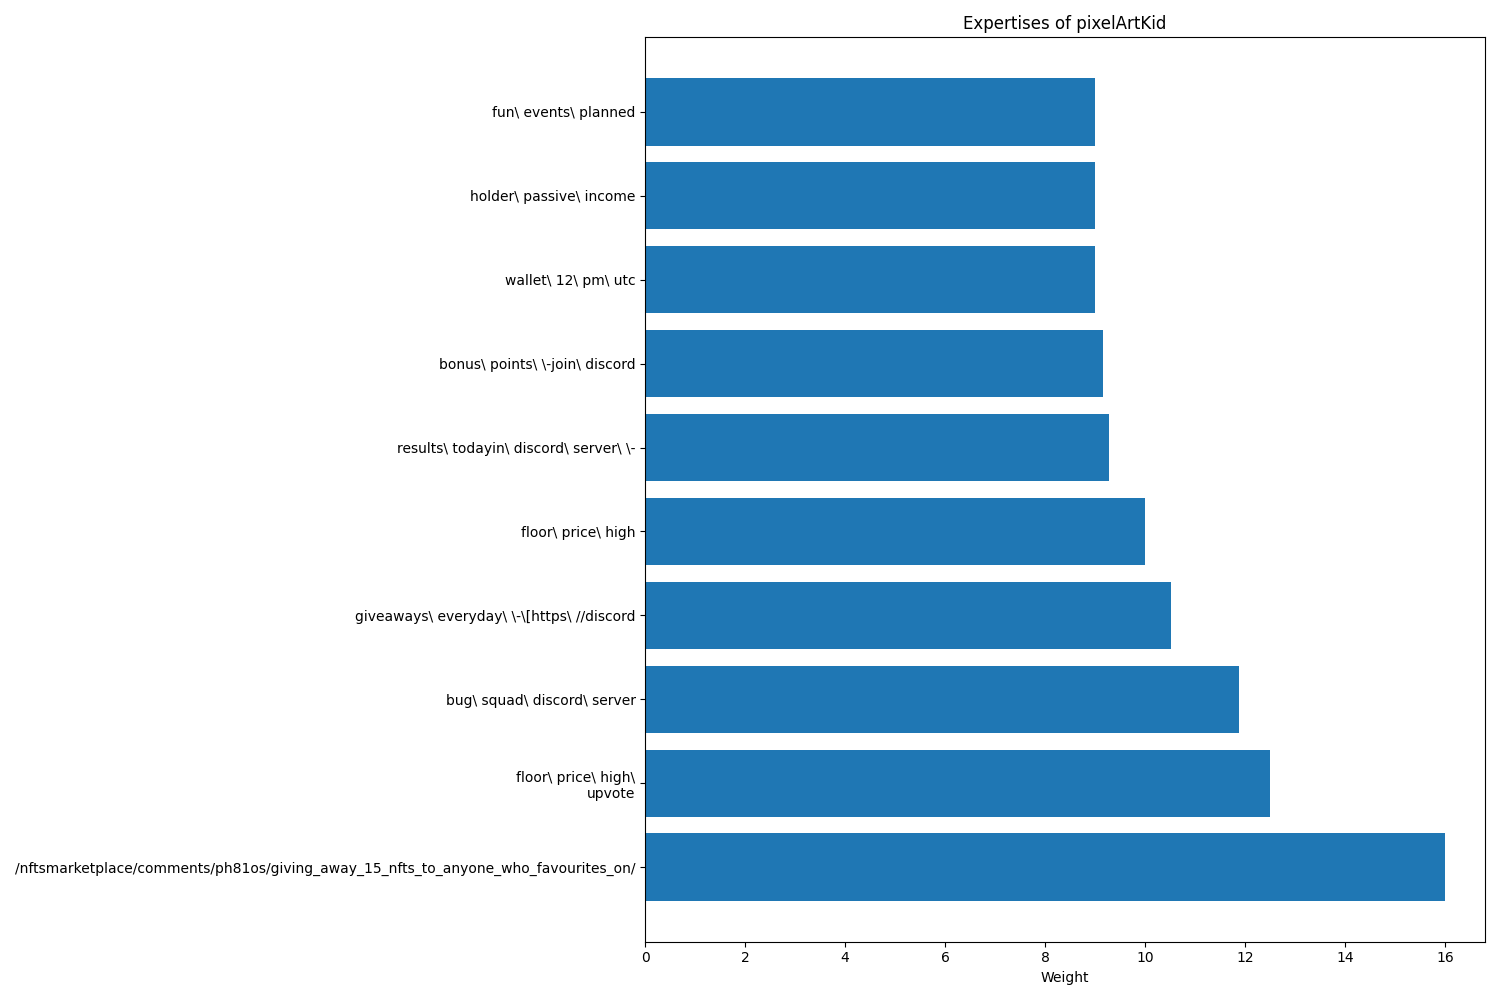 Expertises of pixelArtKid
fun\ events\ planned
holder\ passive\ income
wallet\ 12\ pm\ utc
bonus\ points\ \-join\ discord
results\ todayin\ discord\ server\ \-
floor\ price\ high
giveaways\ everyday\ \-\[https\ //discord
bug\ squad\ discord\ server
floor\ price\ high\
upvote
/nftsmarketplace/comments/ph81os/giving_away_15_nfts_to_anyone_who_favourites_on/
0 2 4 6 8 10 12 14 16
Weight